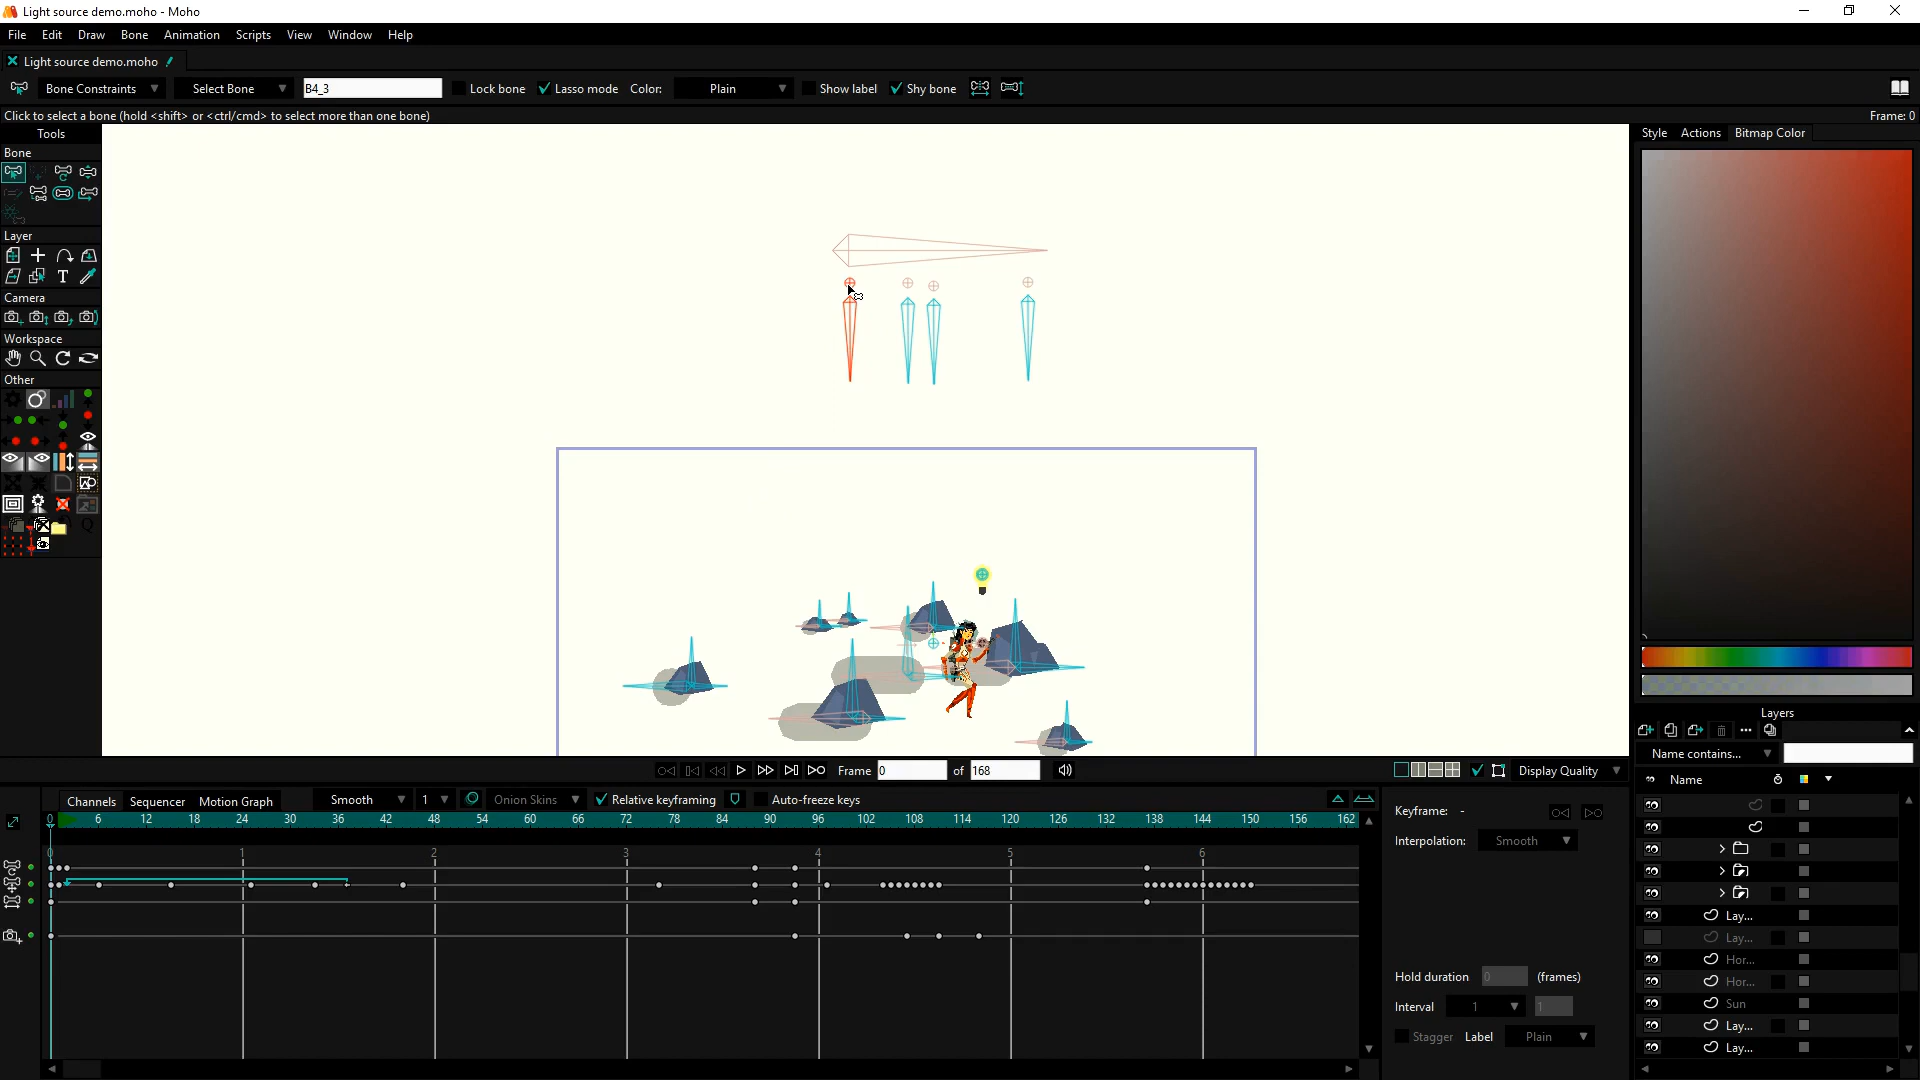 Light source demo.moho - Moho
File Edit Draw Bone Animation Scripts View Window Help
Light source demo.moho
Bone Constraints Select Bone B4_3 Lock bone Lasso mode Color: Plain Show label Shy bone
Click to select a bone (hold <shift> or <ctrl/cmd> to select more than one bone) Frame: 0
Tools
Style Actions Bitmap Color
Bone
Layer
T
Camera
Workspace
Other
Q
Layers
Name contains...
Frame 0 of 168 Display Quality
Name
Channels Sequencer Motion Graph Smooth 1 Onion Skins Relative keyframing Auto-freeze keys
Keyframe: -
0 6 12 18 24 30 36 42 48 54 60 66 72 78 84 90 96 102 108 114 120 126 132 138 144 150 156 162
Interpolation: Smooth
0 1 2 3 4 5 6
Lay...
Lay...
Hor...
Hor...
Sun
Lay...
Lay...
Hold duration 0 (frames)
Interval 1 1
Stagger Label Plain